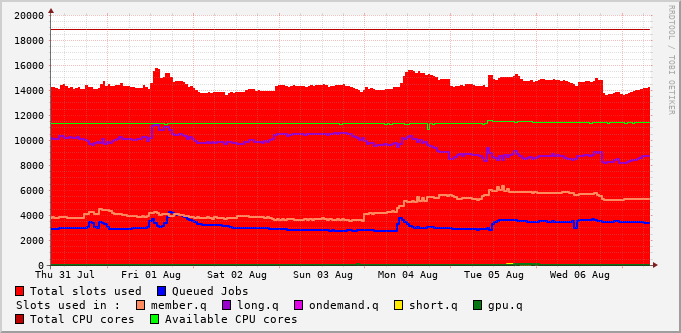 RRDTOOL / TOBI OETIKER
20000
18000
16000
14000
12000
10000
8000
6000
4000
2000
0
Thu 31 Jul Fri 01 Aug Sat 02 Aug Sun 03 Aug Mon 04 Aug Tue 05 Aug Wed 06 Aug
Total slots used Queued Jobs
Slots used in : member.q long.q ondemand.q short.q gpu.q
Total CPU cores Available CPU cores